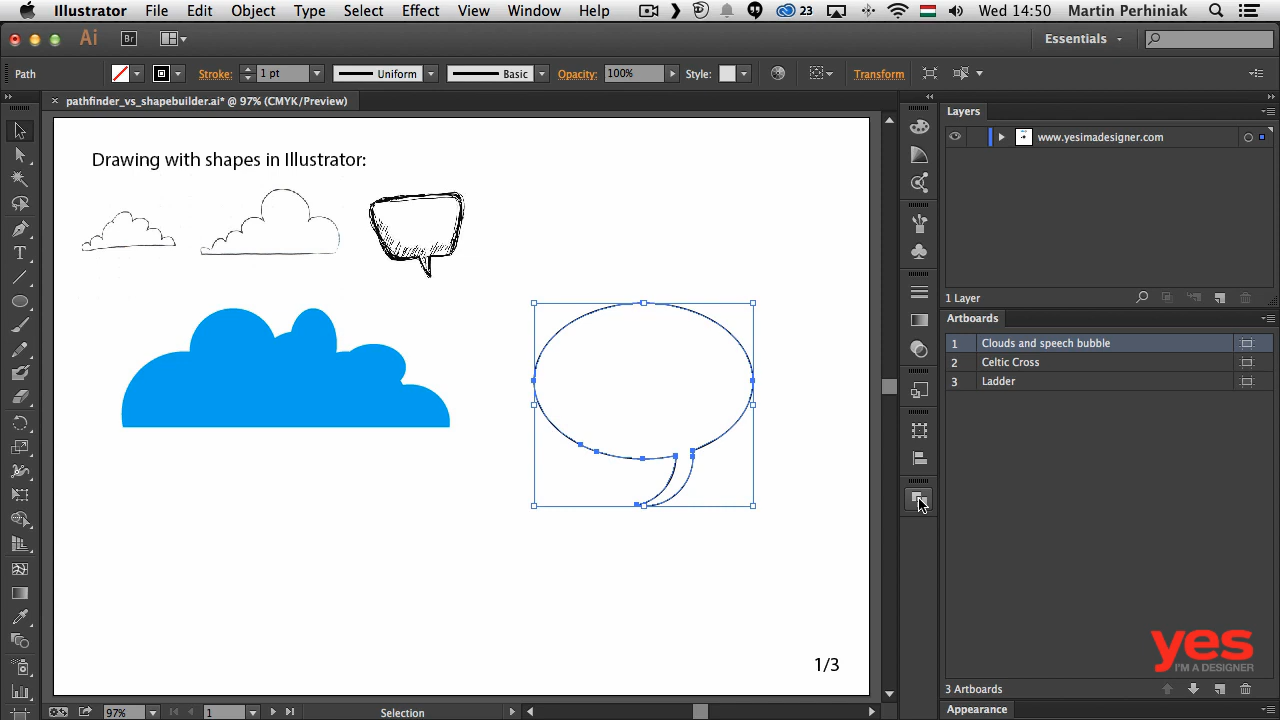 Illustrator File Edit Object Type Select Effect View Window Help 23 Wed 14:50 Martin Perhiniak
Ai Br Essentials
Path Stroke: 1 pt Uniform Basic Opacity: 100% Style: Transform
pathfinder_vs_shapebuilder.ai* @ 97% (CMYK/Preview)
Layers
www.yesimadesigner.com
Drawing with shapes in Illustrator:
1 Layer
Artboards
1 Clouds and speech bubble
2 Celtic Cross
3 Ladder
yes
I'M A DESIGNER
1/3
3 Artboards
Appearance
97% 1 Selection